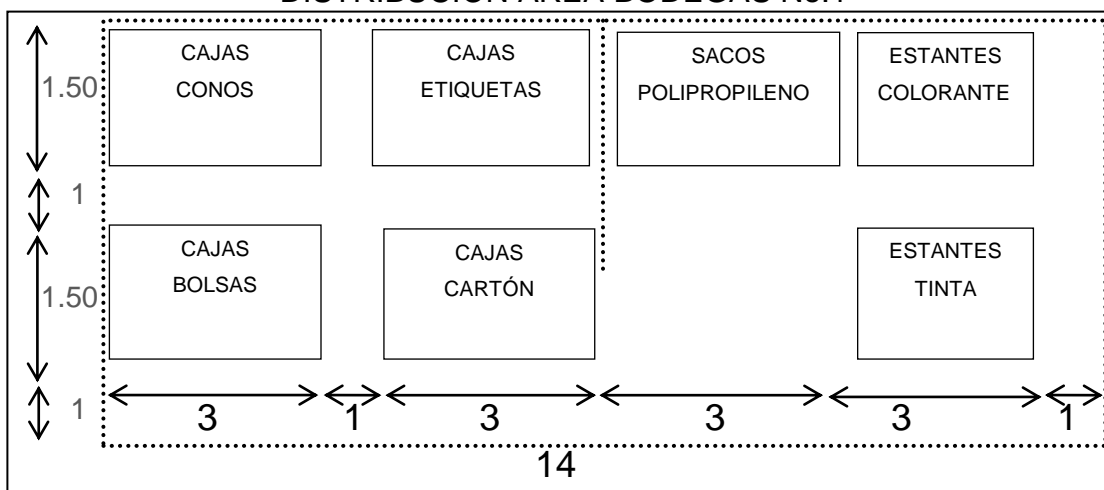 1.50
CAJAS
CONOS
CAJAS
ETIQUETAS
SACOS
POLIPROPILENO
ESTANTES
COLORANTE
1
1.50
CAJAS
BOLSAS
CAJAS
CARTÓN
ESTANTES
TINTA
1
3
1
3
3
3
1
14